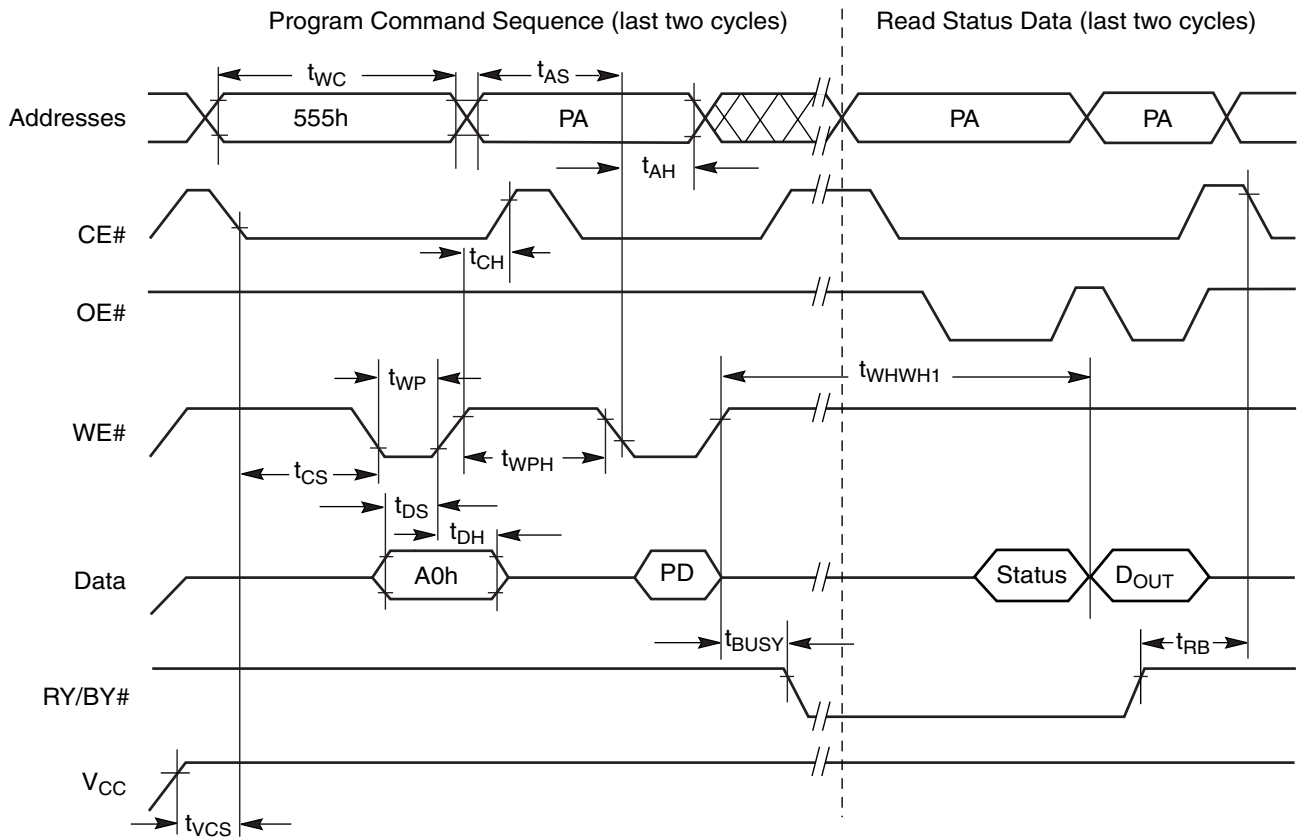 Program Command Sequence (last two cycles)
Read Status Data (last two cycles)
tWC
tAS
Addresses
555h
PA
PA
PA
tAH
CE#
tCH
OE#
tWP
tWHWH1
WE#
tCS
tWPH
tDS
tDH
Data
A0h
PD
Status
DOUT
tBUSY
tRB
RY/BY#
VCC
tVCS